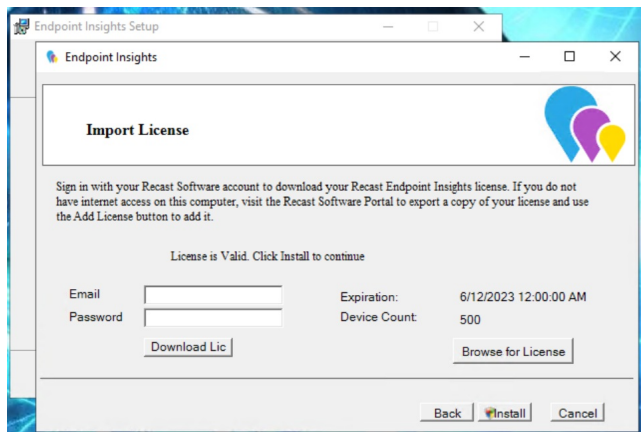 Endpoint Insights Setup
Endpoint Insights
Import License
Sign in with your Recast Software account to download your Recast Endpoint Insights license. If you do not
have internet access on this computer, visit the Recast Software Portal to export a copy of your license and use
the Add License button to add it.
License is Valid. Click Install to continue
Email
Expiration: 6/12/2023 12:00:00 AM
Password
Device Count: 500
Download Lic
Browse for License
Back Install Cancel